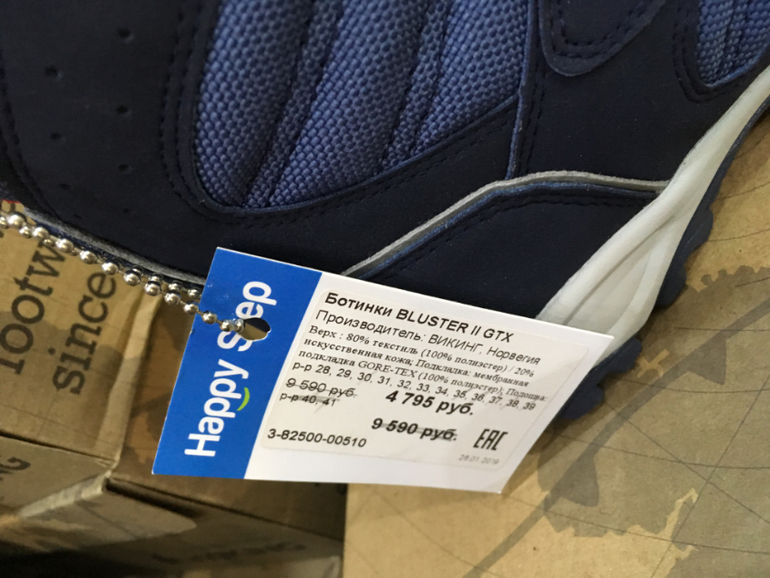 Happy Step
Ботинки BLUSTER II GTX
Производитель: ВИКИНГ, Норвегия
Верх : 80% текстиль (100% полиэстер) / 20%
искусственная кожа; Подкладка: мембранная
подкладка GORE-TEX (100% полиэстер); Подошва:
р-р 28, 29, 30, 31, 32, 33, 34, 35, 36, 37, 38, 39
9 590 руб. 4 795 руб.
р-р 40, 41
9 590 руб.
3-82500-00510
EAC
28.01.2019
footw
since